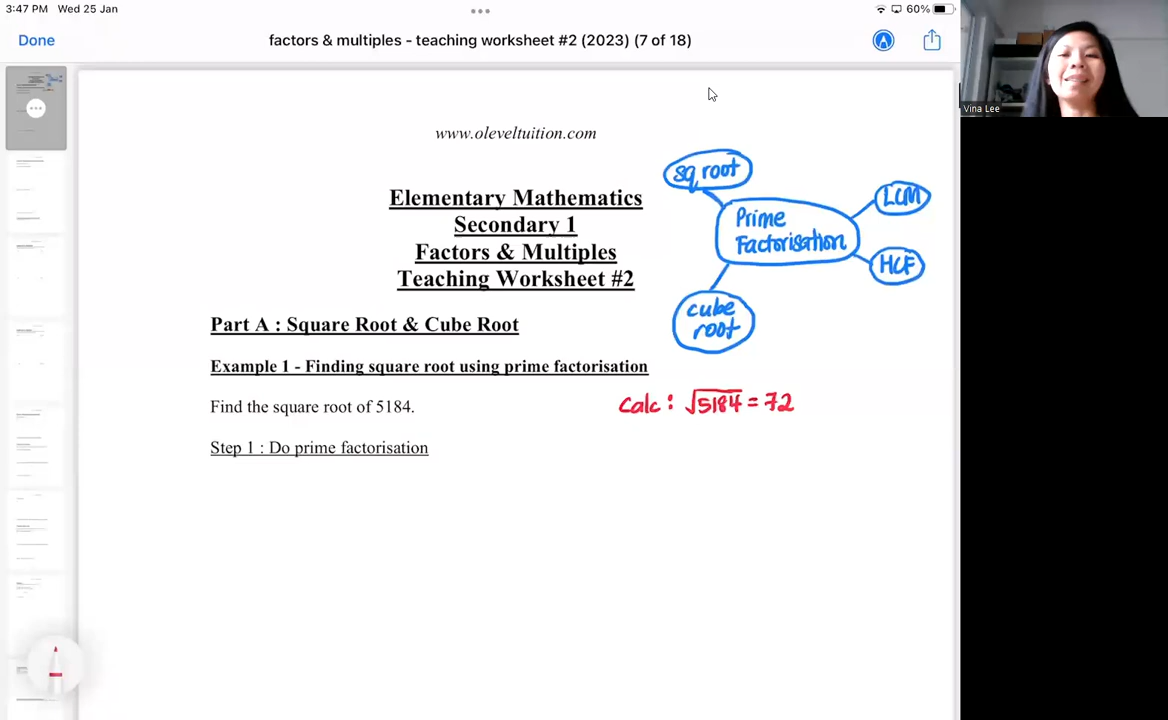 3:47 PM Wed 25 Jan
60%
Done
factors & multiples - teaching worksheet #2 (2023) (7 of 18)
Vina Lee
www.oleveltuition.com
Elementary Mathematics
Secondary 1
Factors & Multiples
Teaching Worksheet #2
sq root
Prime
Factorisation
LCM
HCF
cube
root
Part A : Square Root & Cube Root
Example 1 - Finding square root using prime factorisation
Find the square root of 5184.
Calc : √5184 = 72
Step 1 : Do prime factorisation